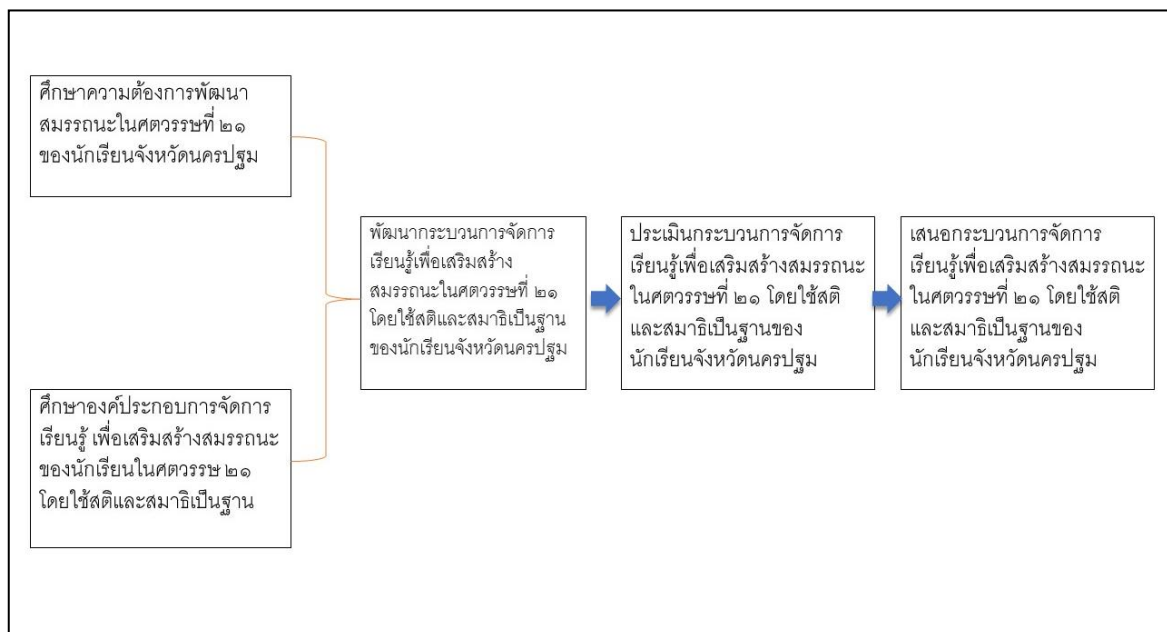 ศึกษาความต้องการพัฒนา
สมรรถนะในศตวรรษที่ ๒๑
ของนักเรียนจังหวัดนครปฐม
ศึกษาองค์ประกอบการจัดการ
เรียนรู้ เพื่อเสริมสร้างสมรรถนะ
ของนักเรียนในศตวรรษ ๒๑
โดยใช้สติและสมาธิเป็นฐาน
พัฒนากระบวนการจัดการ
เรียนรู้เพื่อเสริมสร้าง
สมรรถนะในศตวรรษที่ ๒๑
โดยใช้สติและสมาธิเป็นฐาน
ของนักเรียนจังหวัดนครปฐม
ประเมินกระบวนการจัดการ
เรียนรู้เพื่อเสริมสร้างสมรรถนะ
ในศตวรรษที่ ๒๑ โดยใช้สติ
และสมาธิเป็นฐานของ
นักเรียนจังหวัดนครปฐม
เสนอกระบวนการจัดการ
เรียนรู้เพื่อเสริมสร้างสมรรถนะ
ในศตวรรษที่ ๒๑ โดยใช้สติ
และสมาธิเป็นฐานของ
นักเรียนจังหวัดนครปฐม